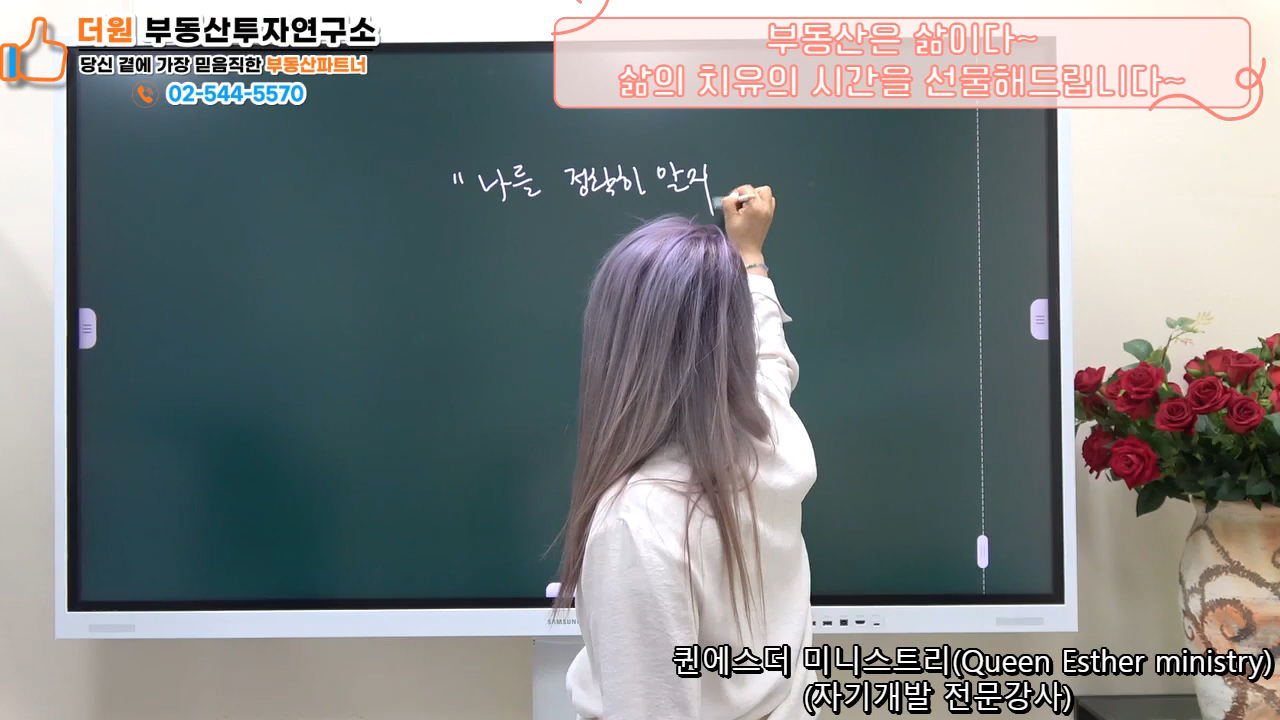 더원 부동산투자연구소
당신 곁에 가장 믿음직한 부동산파트너
02-544-5570
부동산은 삶이다~
삶의 치유의 시간을 선물해드립니다~
" 나를 정확히 알지
SAMSUNG
퀸에스더 미니스트리(Queen Esther ministry)
(자기개발 전문강사)